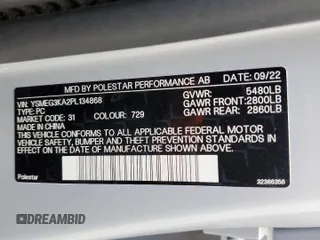 MFD. BY POLESTAR PERFORMANCE AB DATE: 09/22
VIN: YSMEG3KA2PL134868 GVWR: 5480LB
TYPE: PC GAWR FRONT: 2800LB
MARKET: 31 COLOUR: 729 GAWR REAR: 2860LB
MADE IN CHINA
THIS VEHICLE CONFORMS TO ALL APPLICABLE FEDERAL MOTOR
VEHICLE SAFETY, BUMPER, AND THEFT PREVENTION STANDARDS
IN EFFECT ON THE DATE OF MANUFACTURE SHOWN ABOVE.
Polestar 32366356
DREAMBID